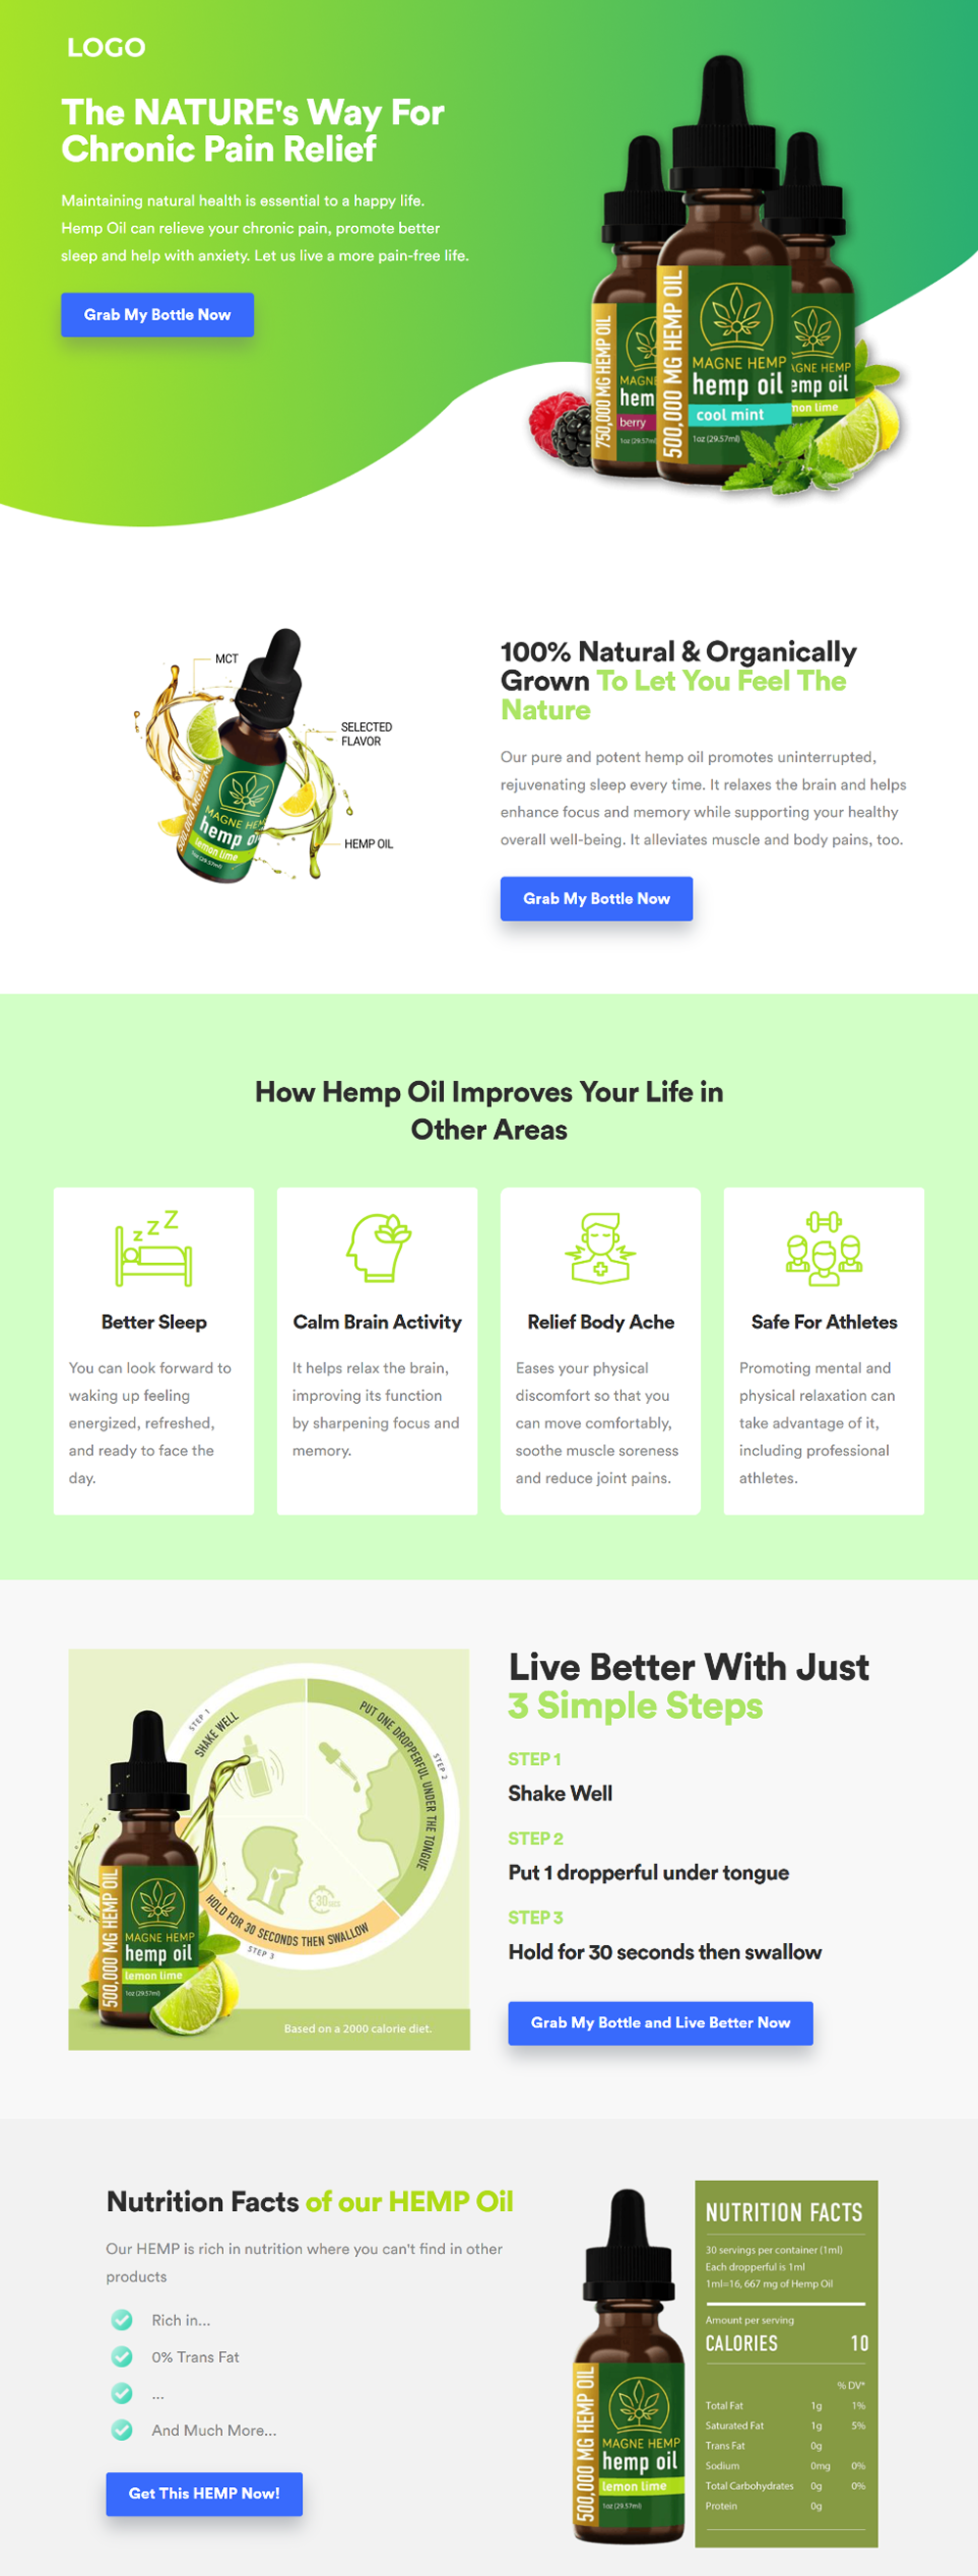 LOGO
The NATURE's Way For
Chronic Pain Relief
Maintaining natural health is essential to a happy life.
Hemp Oil can relieve your chronic pain, promote better
sleep and help with anxiety. Let us live a more pain-free life.
Grab My Bottle Now
750,000 MG HEMP OIL
MAGN
hem
berry
1oz (29.57ml)
500,000 MG HEMP OIL
MAGNE HEMP
hemp oil
cool mint
1oz (29.57ml)
AGNE HEMP
emp oil
mon lime
MCT
SELECTED
FLAVOR
HEMP OIL
MAGNE HEM
hemp oi
lemon lime
1oz (29.57ml)
100% Natural & Organically
Grown To Let You Feel The
Nature
Our pure and potent hemp oil promotes uninterrupted,
rejuvenating sleep every time. It relaxes the brain and helps
enhance focus and memory while supporting your healthy
overall well-being. It alleviates muscle and body pains, too.
Grab My Bottle Now
How Hemp Oil Improves Your Life in
Other Areas
z z Z
Better Sleep
You can look forward to
waking up feeling
energized, refreshed,
and ready to face the
day.
Calm Brain Activity
It helps relax the brain,
improving its function
by sharpening focus and
memory.
Relief Body Ache
Eases your physical
discomfort so that you
can move comfortably,
soothe muscle soreness
and reduce joint pains.
Safe For Athletes
Promoting mental and
physical relaxation can
take advantage of it,
including professional
athletes.
STEP 1
SHAKE WELL
STEP 2
PUT ONE DROPPERFUL UNDER THE TONGUE
STEP 3
HOLD FOR 30 SECONDS THEN SWALLOW
30
500,000 MG HEMP OIL
MAGNE HEMP
hemp oil
lemon lime
1oz (29.57ml)
Based on a 2000 calorie diet.
Live Better With Just
3 Simple Steps
STEP 1
Shake Well
STEP 2
Put 1 dropperful under tongue
STEP 3
Hold for 30 seconds then swallow
Grab My Bottle and Live Better Now
Nutrition Facts of our HEMP Oil
Our HEMP is rich in nutrition where you can't find in other
products
Rich in...
0% Trans Fat
...
And Much More...
Get This HEMP Now!
500,000 MG HEMP OIL
MAGNE HEMP
hemp oil
lemon lime
1oz (29.57ml)
NUTRITION FACTS
30 servings per container (1ml)
Each dropperful is 1ml
1ml=16, 667 mg of Hemp Oil
Amount per serving
CALORIES 10
% DV*
Total Fat 1g 1%
Saturated Fat 1g 5%
Trans Fat 0g
Sodium 0mg 0%
Total Carbohydrates 0g 0%
Protein 0g